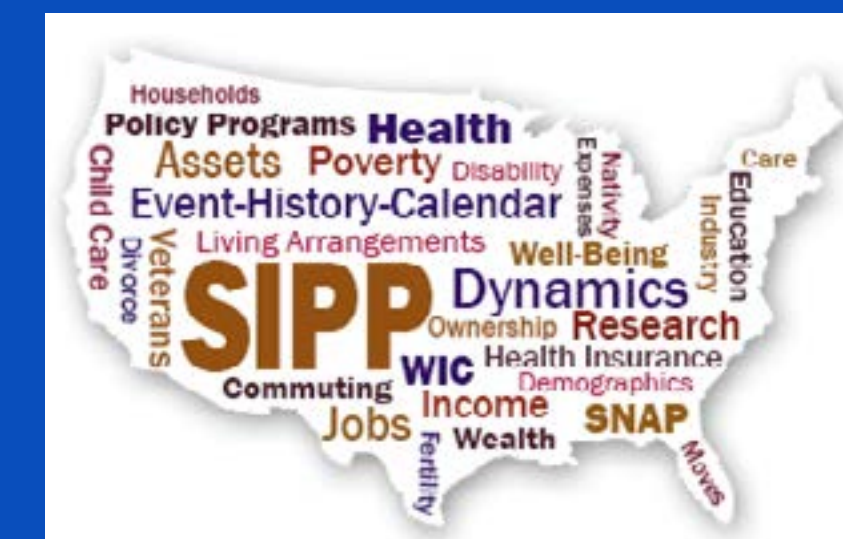 Households
Policy Programs Health
Assets Poverty Disability
Child Care
Event-History-Calendar
Expenses
Nativity
Care
Education
Industry
Divorce
Veterans
Living Arrangements
Well-Being
SIPP
Dynamics
Ownership Research
WIC Health Insurance
Commuting
Demographics
Jobs Income SNAP
Fertility
Wealth
Moves